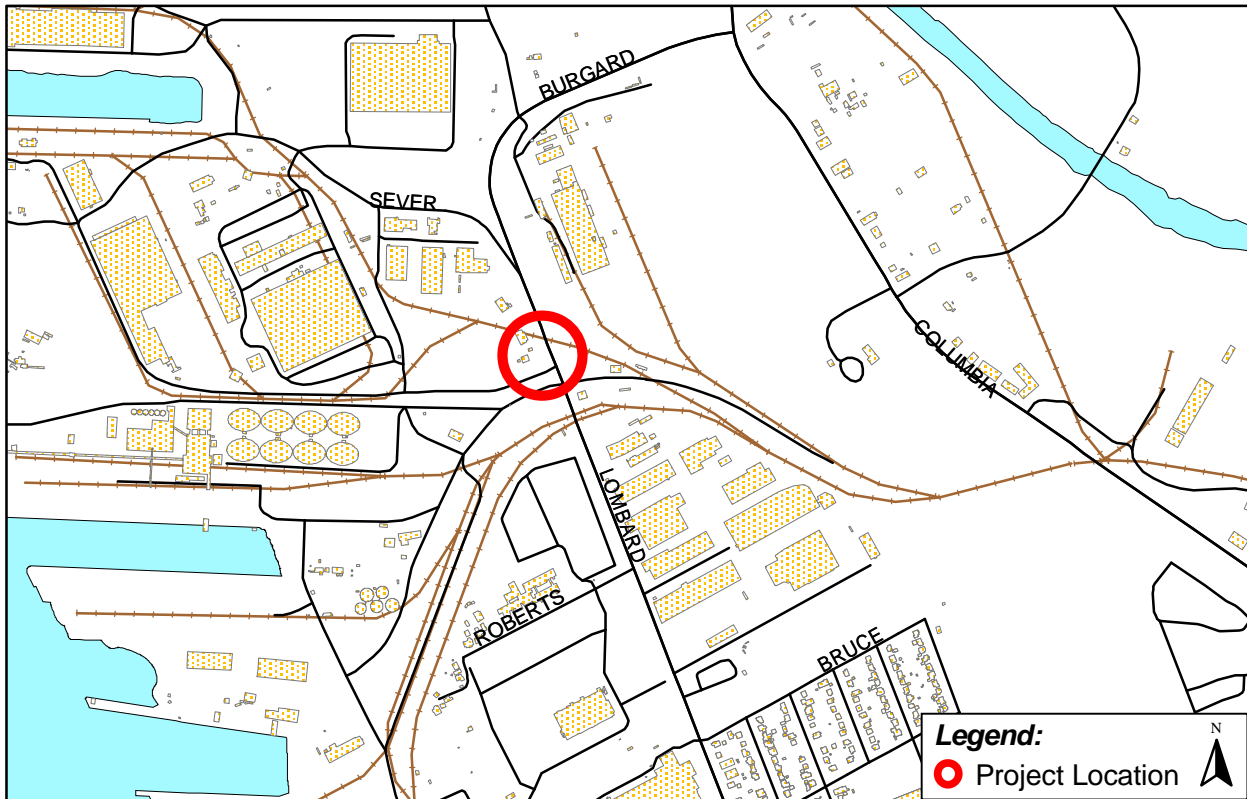 BURGARD
SEVER
COLUMBIA
LOMBARD
ROBERTS
BRUCE
Legend:
N
Project Location